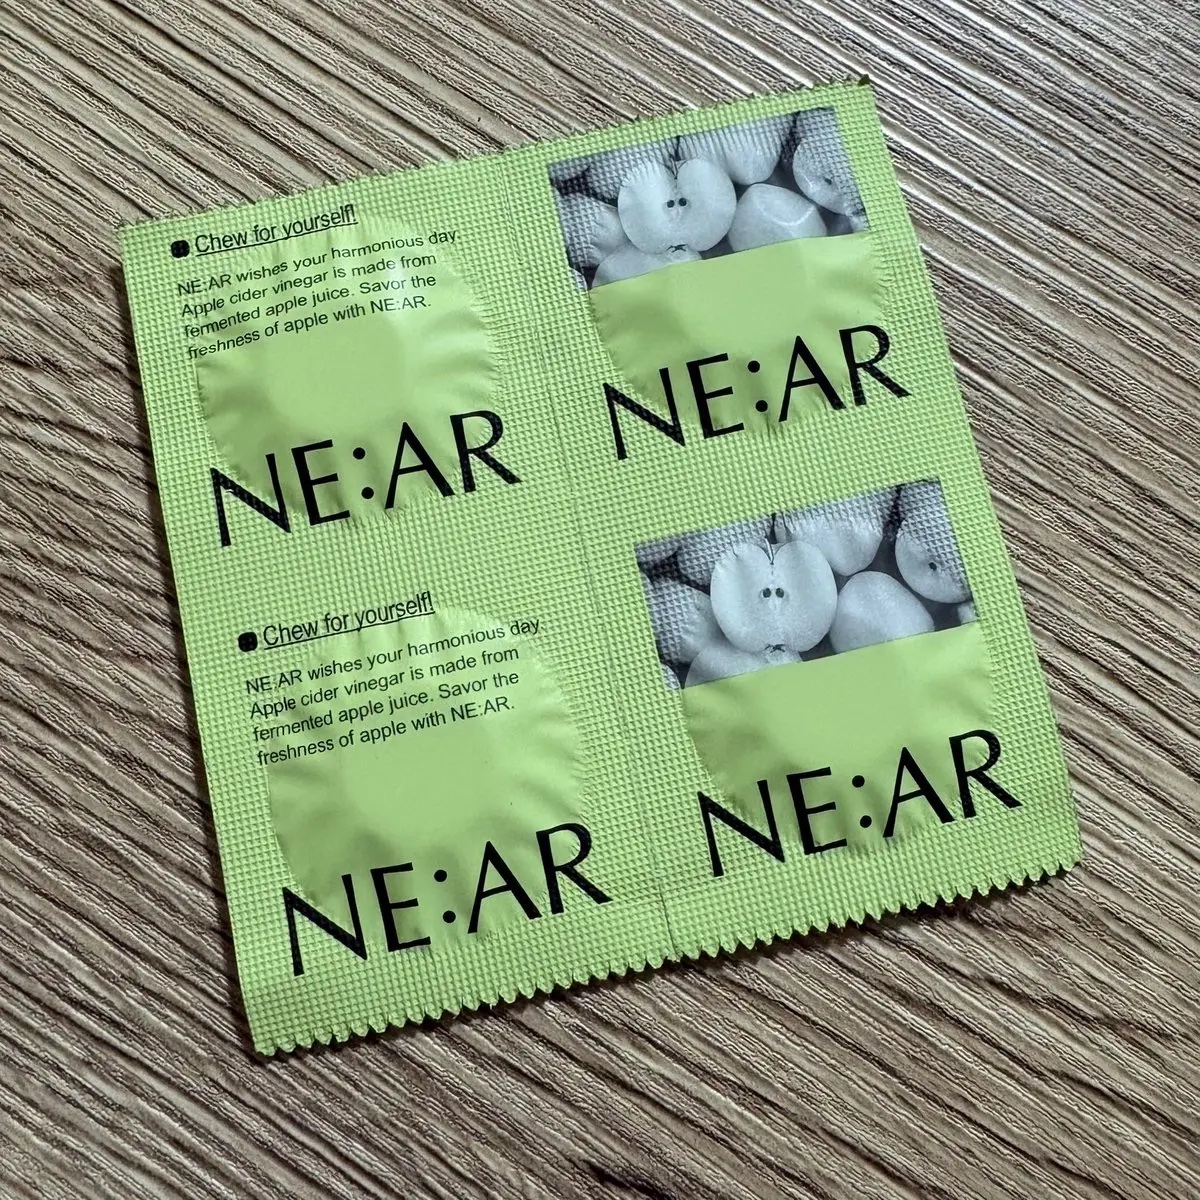 Chew for yourself!
NE:AR wishes your harmonious day.
Apple cider vinegar is made from
fermented apple juice. Savor the
freshness of apple with NE:AR.
NE:AR
NE:AR
Chew for yourself!
NE:AR wishes your harmonious day.
Apple cider vinegar is made from
fermented apple juice. Savor the
freshness of apple with NE:AR.
NE:AR
NE:AR